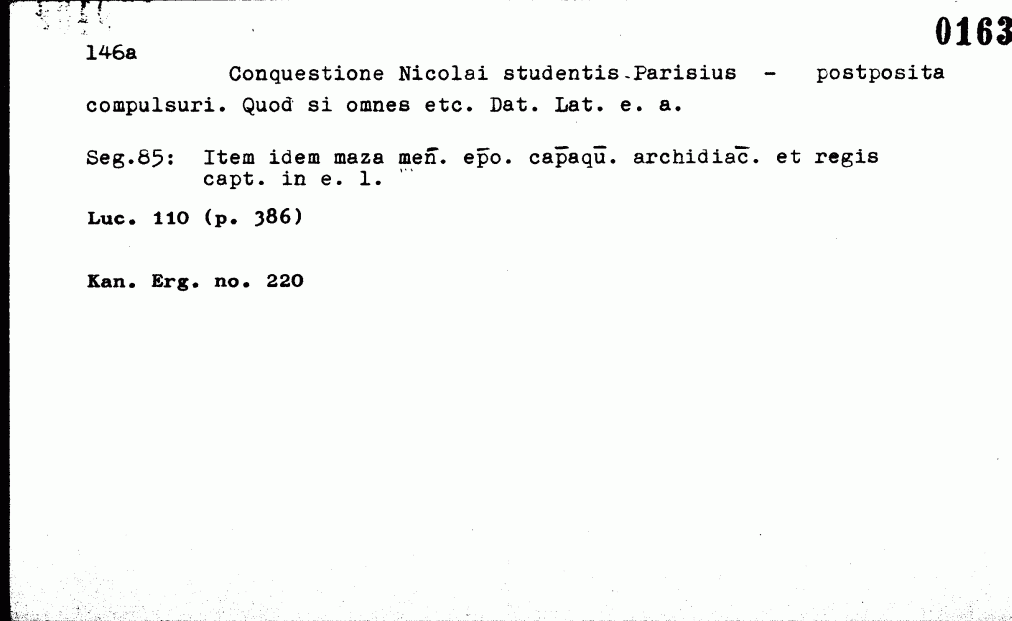 0163
146a
Conquestione Nicolai studentis Parisius – postposita
compulsuri. Quod si omnes etc. Dat. Lat. e. a.
Seg.85: Item idem maza men̄. ep̄o. cap̄aqū. archidiac̄. et regis
capt. in e. l.
Luc. 110 (p. 386)
Kan. Erg. no. 220